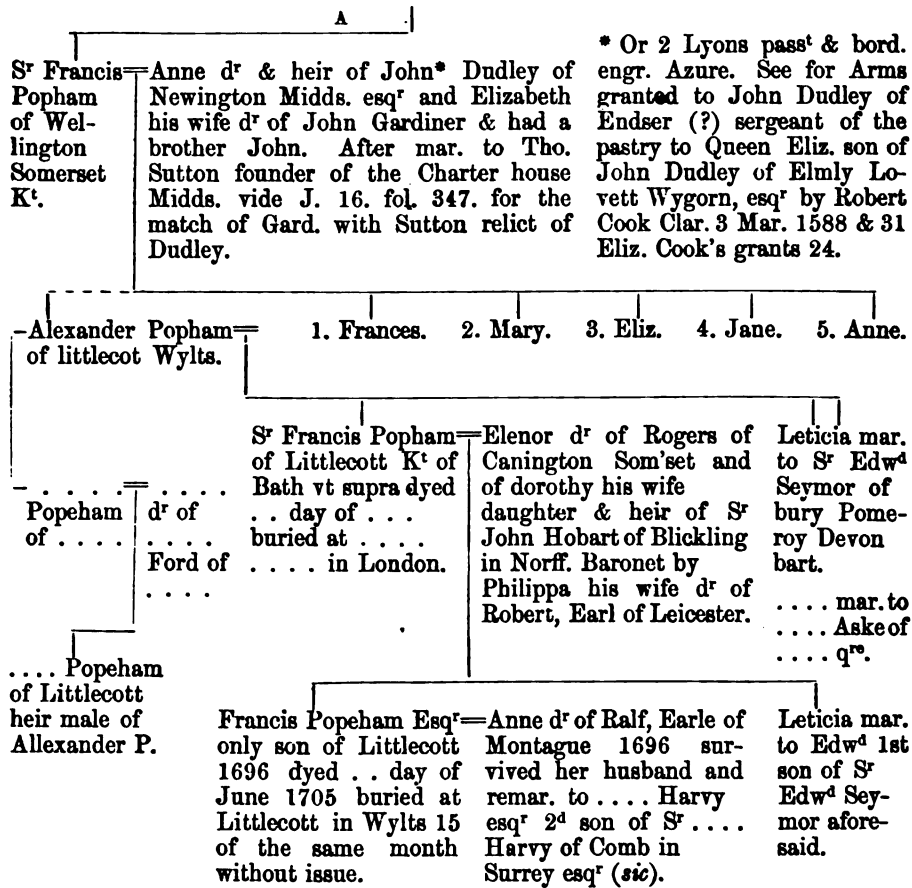 A
Sʳ Francis=
Popham
of Wel-
lington
Somerset
Kᵗ.
Anne dʳ & heir of John* Dudley of
Newington Midds. esqʳ and Elizabeth
his wife dʳ of John Gardiner & had a
brother John. After mar. to Tho.
Sutton founder of the Charter house
Midds. vide J. 16. fol. 347. for the
match of Gard. with Sutton relict of
Dudley.
* Or 2 Lyons passᵗ & bord.
engr. Azure. See for Arms
granted to John Dudley of
Endser (?) sergeant of the
pastry to Queen Eliz. son of
John Dudley of Elmly Lo-
vett Wygorn, esqʳ by Robert
Cook Clar. 3 Mar. 1588 & 31
Eliz. Cook's grants 24.
Alexander Popham=
of littlecot Wylts.
1. Frances. 2. Mary. 3. Eliz. 4. Jane. 5. Anne.
Sʳ Francis Popham=
of Littlecott Kᵗ of
Bath vt supra dyed
. . day of . . .
buried at . . . .
. . . . in London.
Elenor dʳ of Rogers of
Canington Som'set and
of dorothy his wife
daughter & heir of Sʳ
John Hobart of Blickling
in Norff. Baronet by
Philippa his wife dʳ of
Robert, Earl of Leicester.
Leticia mar.
to Sʳ Edwᵈ
Seymor of
bury Pome-
roy Devon
bart.
. . . . mar. to
. . . . Aske of
. . . . qʳᵉ.
. . . . . = . . . .
Popeham
of . . . .
dʳ of
. . . .
Ford of
. . . .
. . . . Popeham
of Littlecott
heir male of
Allexander P.
Francis Popeham Esqʳ=
only son of Littlecott
1696 dyed . . day of
June 1705 buried at
Littlecott in Wylts 15
of the same month
without issue.
Anne dʳ of Ralf, Earle of
Montague 1696 sur-
vived her husband and
remar. to . . . . Harvy
esqʳ 2ᵈ son of Sʳ . . . .
Harvy of Comb in
Surrey esqʳ (sic).
Leticia mar.
to Edwᵈ 1st
son of Sʳ
Edwᵈ Sey-
mor afore-
said.